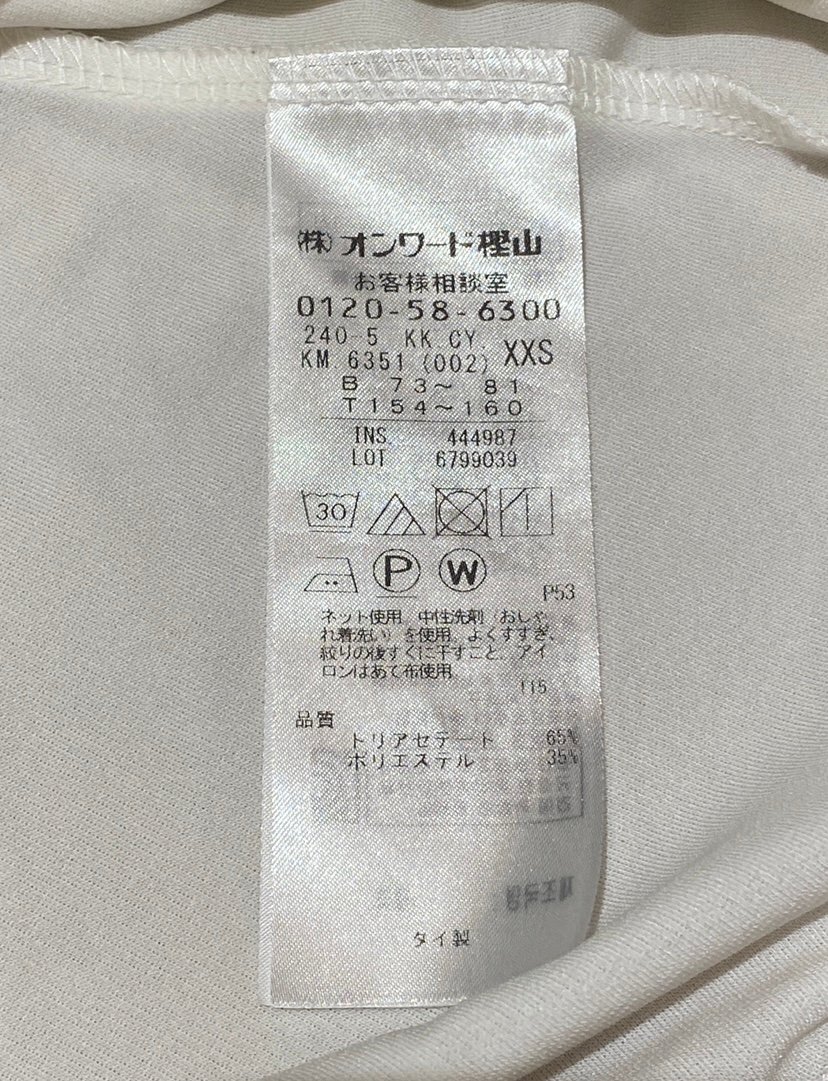 (株)オンワード樫山
お客様相談室
0120-58-6300
240-5 KK CY.
KM 6351 (002) XXS
B 73〜 81
T154〜160
INS. 444987
LOT 6799039
30
P W
P53
ネット使用、中性洗剤（おしゃ
れ着洗い）を使用、よくすすぎ、
絞りの後すぐに干すこと、アイ
ロンはあて布使用
115
品質
トリアセテート 65%
ポリエステル 35%
タイ製